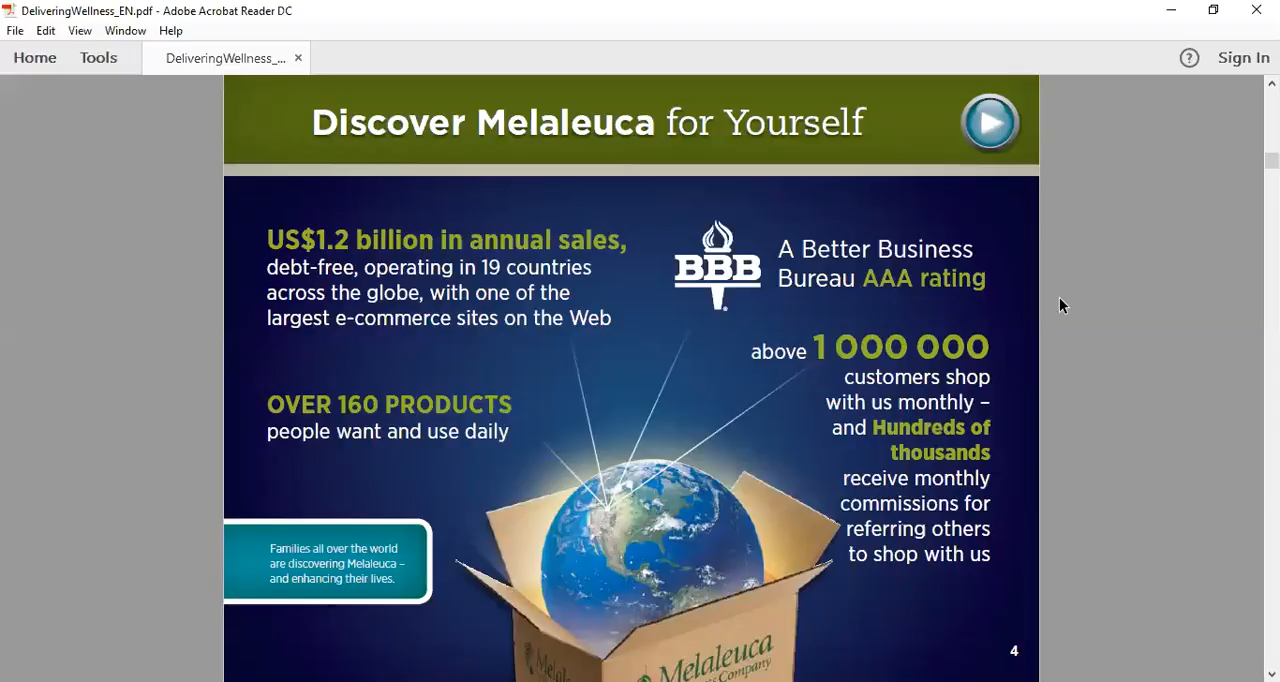 DeliveringWellness_EN.pdf - Adobe Acrobat Reader DC
File Edit View Window Help
Home Tools DeliveringWellness_... × ? Sign In
Discover Melaleuca for Yourself
US$1.2 billion in annual sales,
debt-free, operating in 19 countries
across the globe, with one of the
largest e-commerce sites on the Web
BBB
A Better Business
Bureau AAA rating
above 1 000 000
customers shop
with us monthly –
and Hundreds of
thousands
receive monthly
commissions for
referring others
to shop with us
OVER 160 PRODUCTS
people want and use daily
Families all over the world
are discovering Melaleuca –
and enhancing their lives.
Melaleuca
Company
4